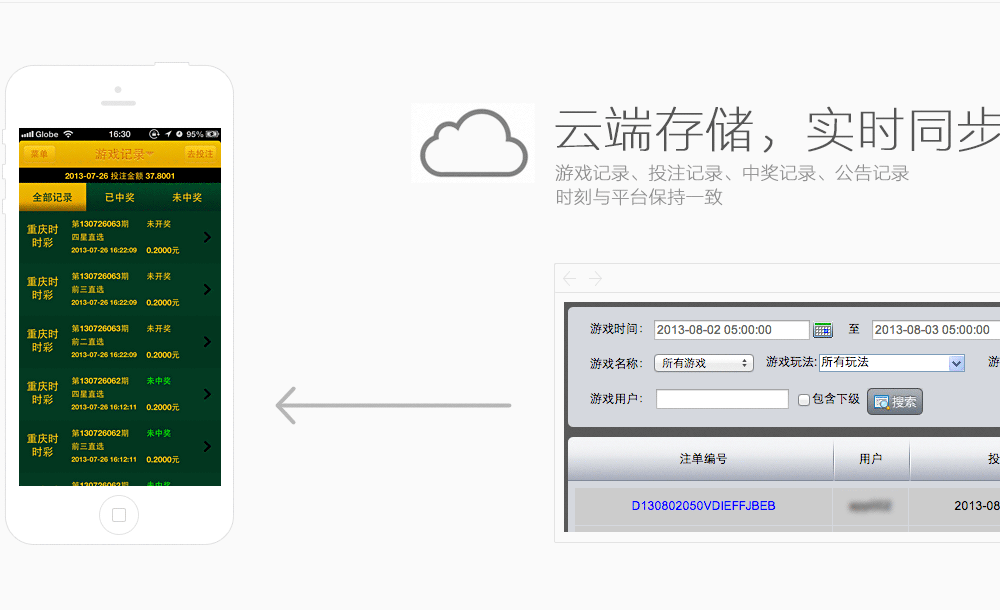 云端存储，实时同步
游戏记录、投注记录、中奖记录、公告记录
时刻与平台保持一致
Globe 16:30 95%
菜单 游戏记录 去投注
2013-07-26 投注金额 37.8001
全部记录 已中奖 未中奖
重庆时时彩 第130726063期 未开奖
四星直选
2013-07-26 16:22:09 0.2000元
重庆时时彩 第130726063期 未开奖
前三直选
2013-07-26 16:22:09 0.2000元
重庆时时彩 第130726063期 未开奖
前二直选
2013-07-26 16:22:09 0.2000元
重庆时时彩 第130726062期 未中奖
四星直选
2013-07-26 16:12:11 0.2000元
重庆时时彩 第130726062期 未中奖
前三直选
2013-07-26 16:12:11 0.2000元
第130726062期 未中奖
游戏时间： 2013-08-02 05:00:00 至 2013-08-03 05:00:00
游戏名称： 所有游戏 游戏玩法: 所有玩法 游
游戏用户： 包含下级 搜索
注单编号 用户 投
D130802050VDIEFFJBEB 2013-08